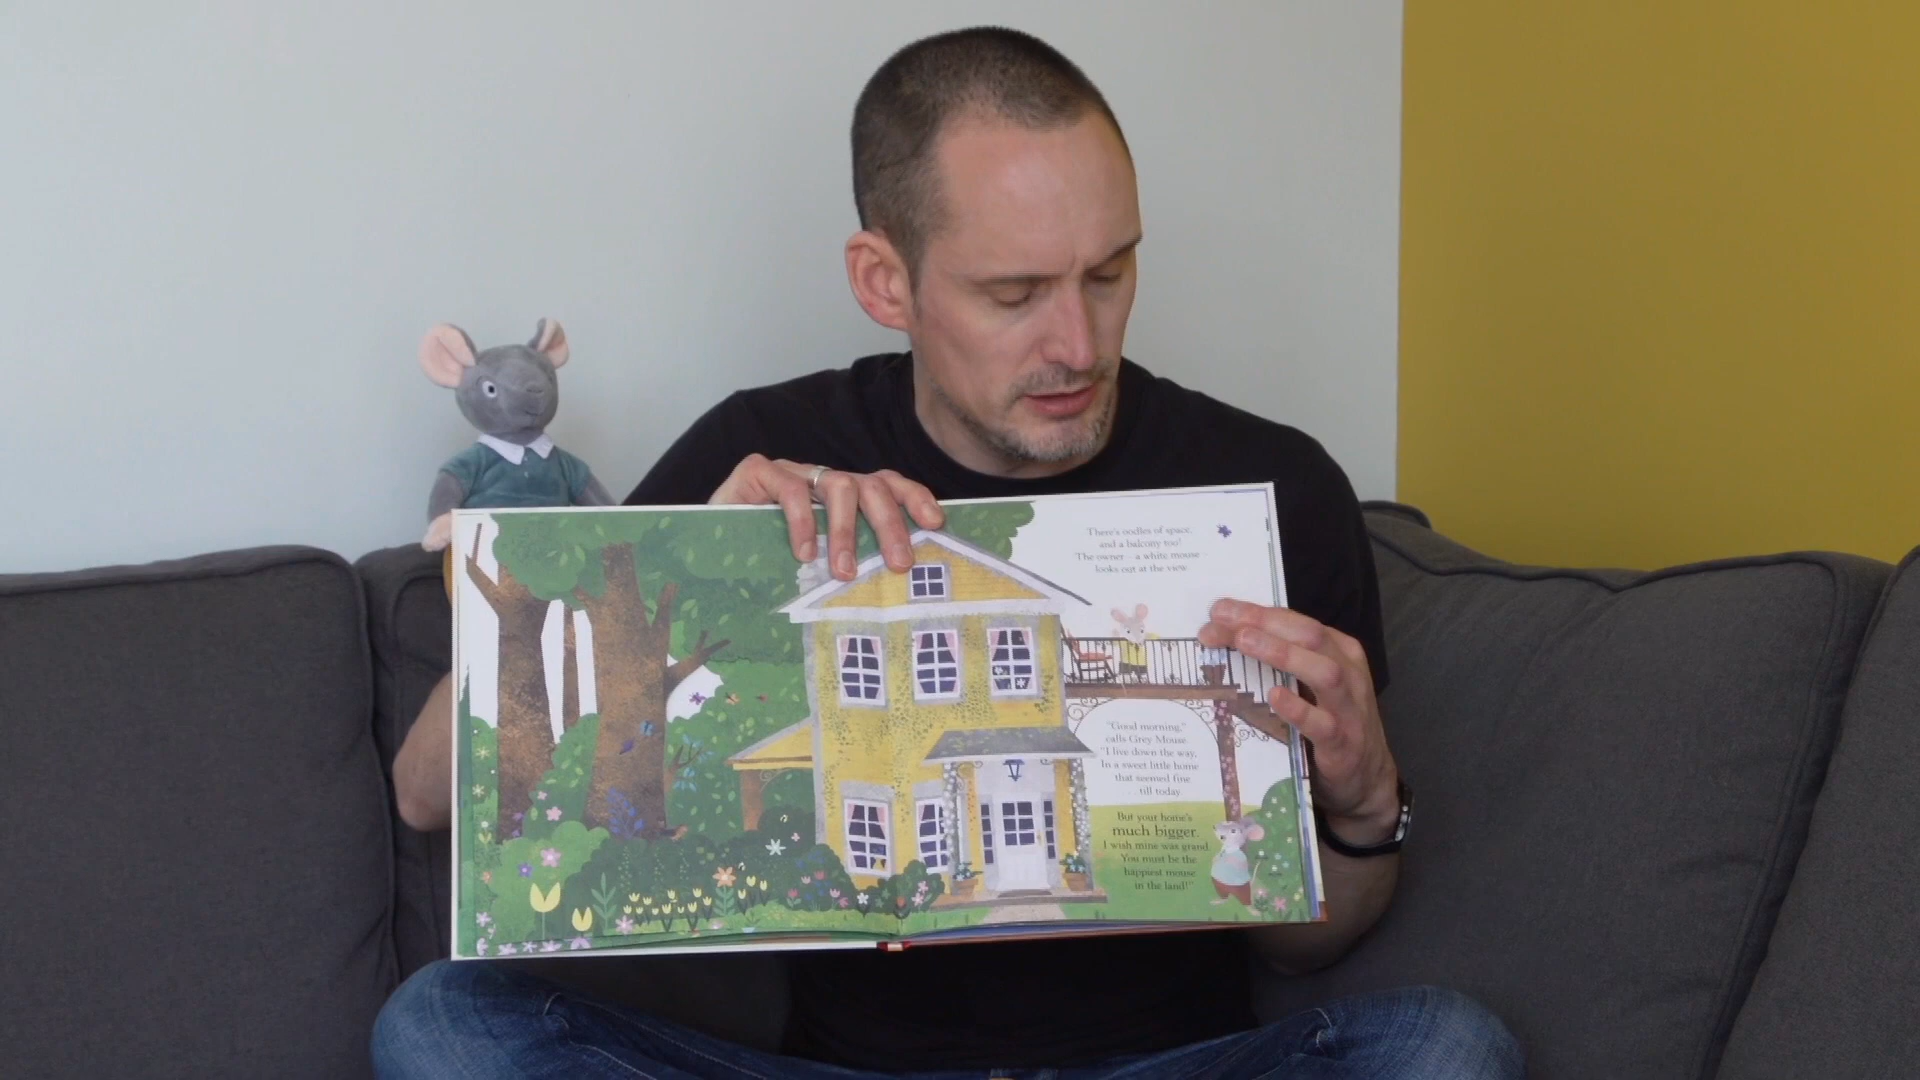 There's oodles of space,
and a balcony too!
The owner – a white mouse –
looks out at the view.
"Good morning,"
calls Grey Mouse.
"I live down the way,
In a sweet little home
that seemed fine
. . . till today.
But your home's
much bigger.
I wish mine was grand.
You must be the
happiest mouse
in the land!"